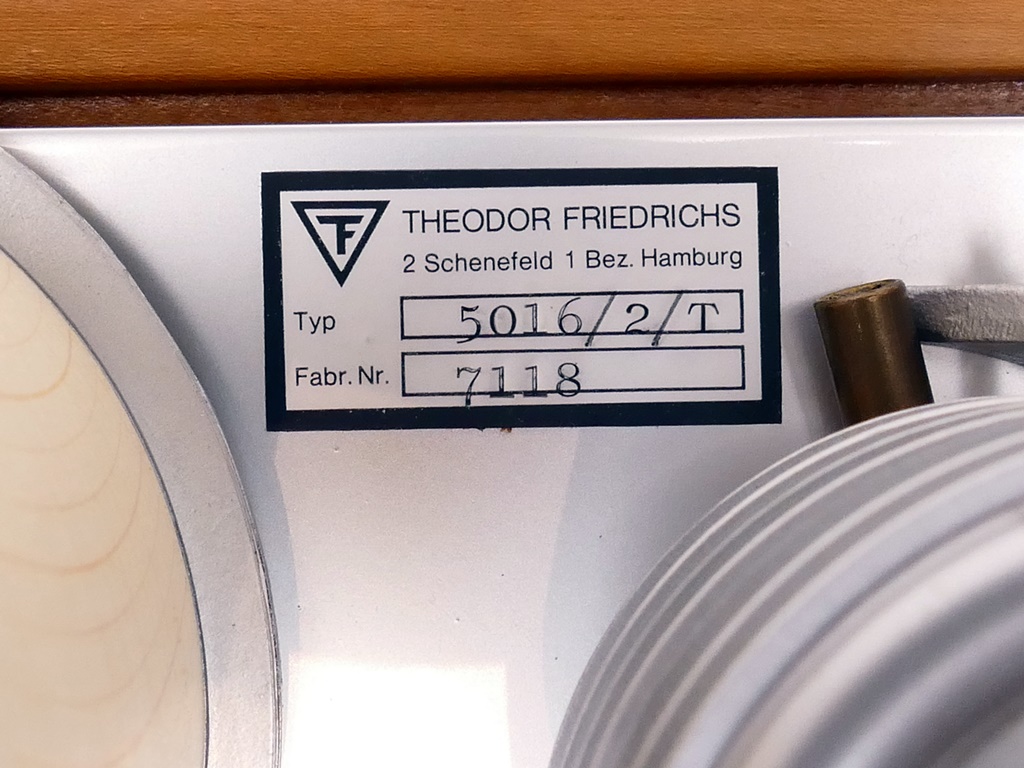 TF
THEODOR FRIEDRICHS
2 Schenefeld 1 Bez. Hamburg
Typ 5016/2/T
Fabr. Nr. 7118